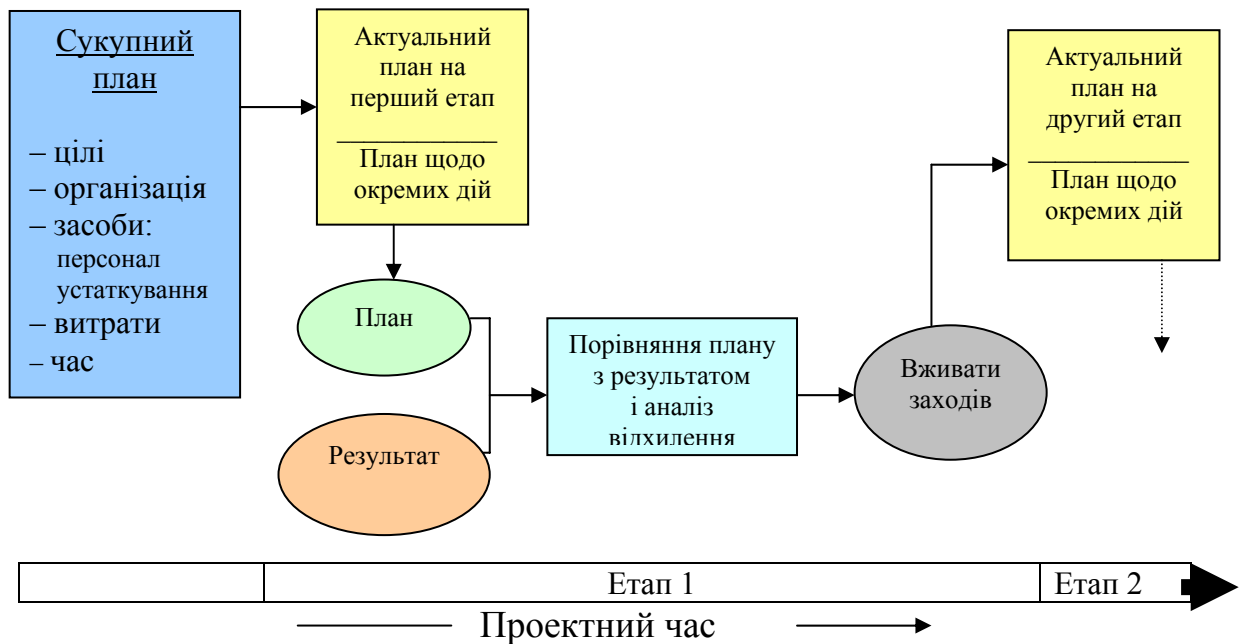 Сукупний
план
– цілі
– організація
– засоби:
персонал
устаткування
– витрати
– час
Актуальний
план на
перший етап
План щодо
окремих дій
План
Результат
Порівняння плану
з результатом
і аналіз
відхилення
Вживати
заходів
Актуальний
план на
другий етап
План щодо
окремих дій
Етап 1
Етап 2
Проектний час